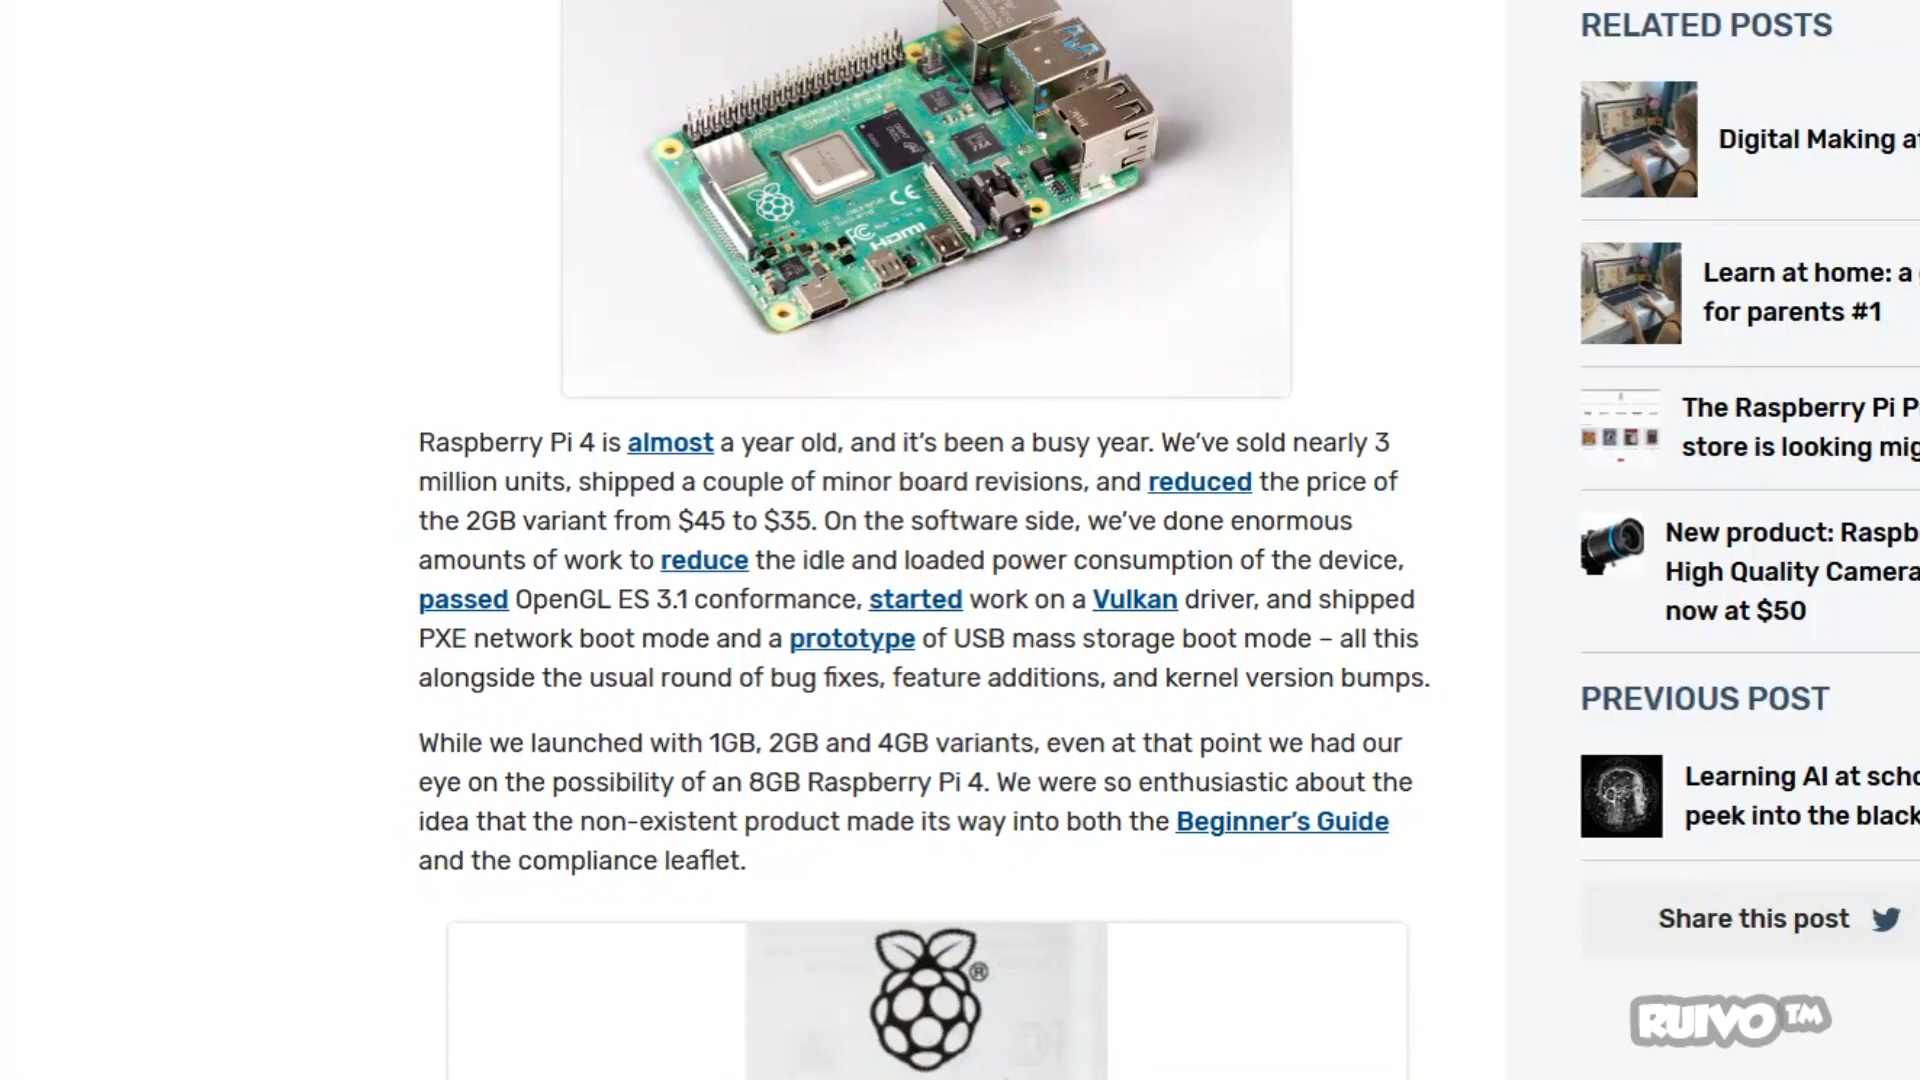 HDMI
Raspberry Pi 4 is almost a year old, and it’s been a busy year. We’ve sold nearly 3
million units, shipped a couple of minor board revisions, and reduced the price of
the 2GB variant from $45 to $35. On the software side, we’ve done enormous
amounts of work to reduce the idle and loaded power consumption of the device,
passed OpenGL ES 3.1 conformance, started work on a Vulkan driver, and shipped
PXE network boot mode and a prototype of USB mass storage boot mode – all this
alongside the usual round of bug fixes, feature additions, and kernel version bumps.
While we launched with 1GB, 2GB and 4GB variants, even at that point we had our
eye on the possibility of an 8GB Raspberry Pi 4. We were so enthusiastic about the
idea that the non-existent product made its way into both the Beginner’s Guide
and the compliance leaflet.
®
RELATED POSTS
Digital Making
Learn at home: a
for parents #1
The Raspberry Pi
store is looking
New product:
High Quality Camera
now at $50
PREVIOUS POST
Learning AI at
peek into the
Share this post
RUIVO™